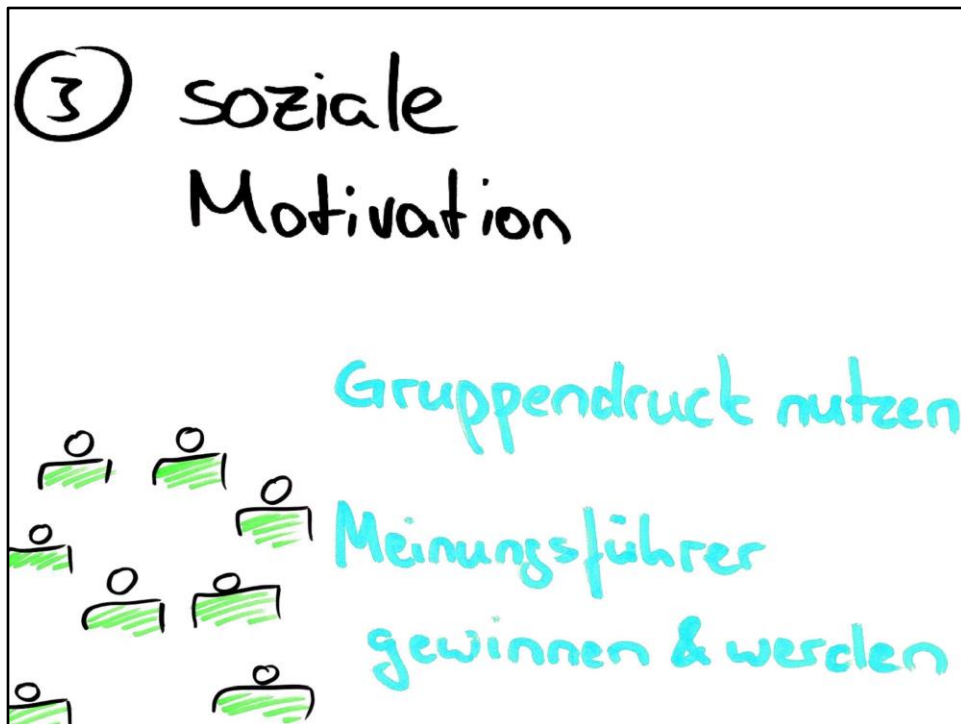 ③ soziale
Motivation
Gruppendruck nutzen
Meinungsführer
gewinnen & werden